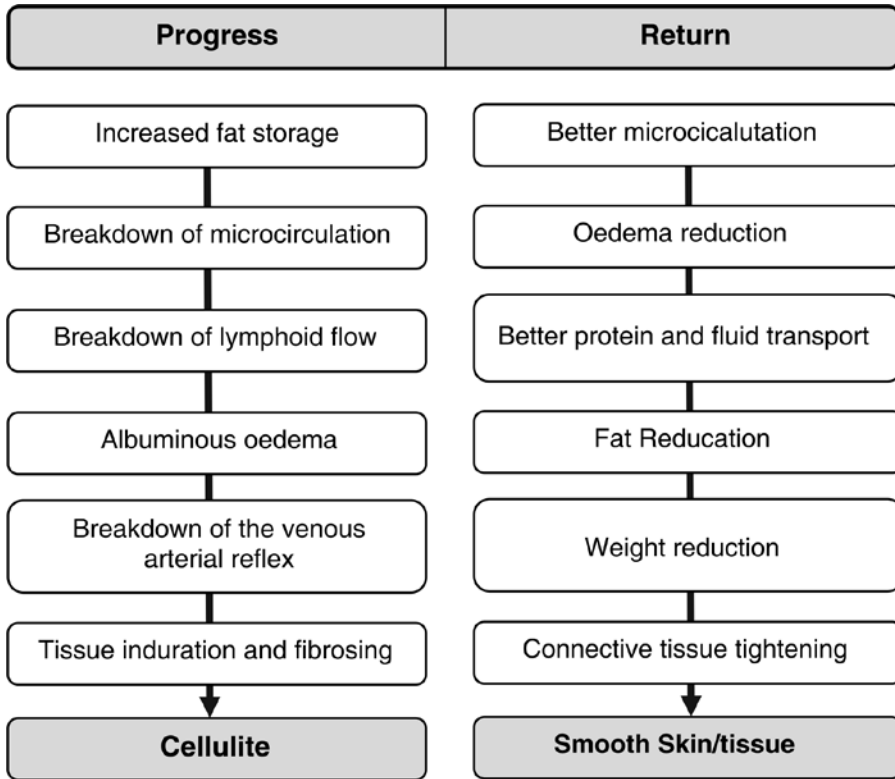 Progress
Return
Increased fat storage
Breakdown of microcirculation
Breakdown of lymphoid flow
Albuminous oedema
Breakdown of the venous
arterial reflex
Tissue induration and fibrosing
Cellulite
Better microcicalutation
Oedema reduction
Better protein and fluid transport
Fat Reducation
Weight reduction
Connective tissue tightening
Smooth Skin/tissue